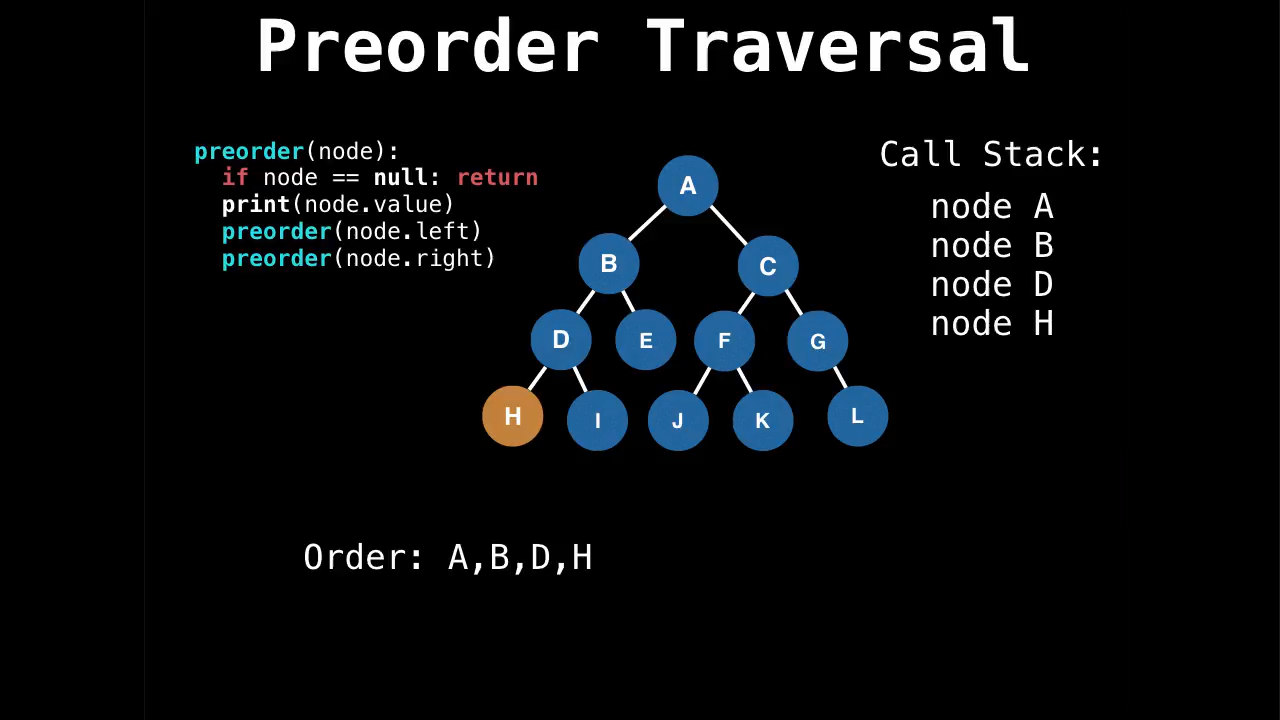 Preorder Traversal
preorder(node):
if node == null: return
print(node.value)
preorder(node.left)
preorder(node.right)
A
B
C
D
E
F
G
H
I
J
K
L
Call Stack:
node A
node B
node D
node H
Order: A,B,D,H